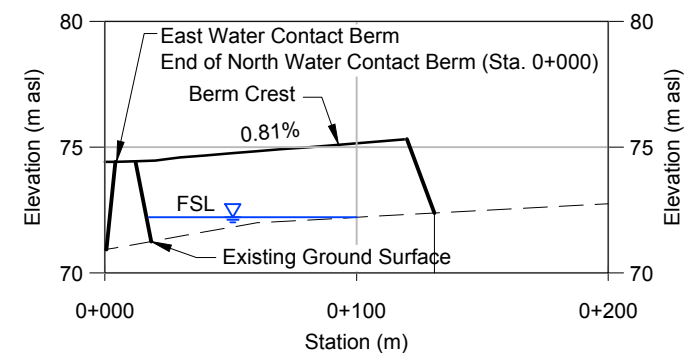 80
80
East Water Contact Berm
End of North Water Contact Berm (Sta. 0+000)
Berm Crest
0.81%
Elevation (m asl)
Elevation (m asl)
75
75
FSL
Existing Ground Surface
70
70
0+000
0+100
0+200
Station (m)